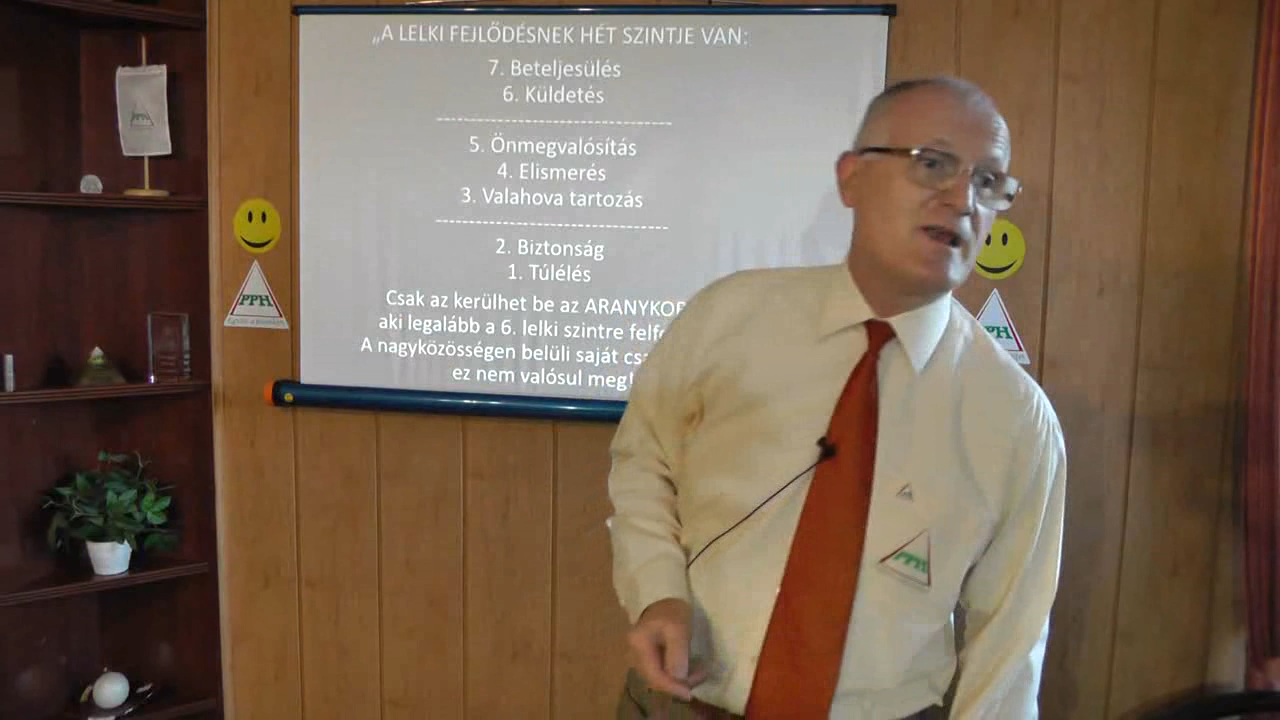 „A LELKI FEJLŐDÉSNEK HÉT SZINTJE VAN:
7. Beteljesülés
6. Küldetés
--------------------------------
5. Önmegvalósítás
4. Elismerés
3. Valahova tartozás
--------------------------------
2. Biztonság
1. Túlélés
Csak az kerülhet be az
aki legalább a 6. lelki szintre
A nagyközösségen belüli saját
ez nem valósul meg!
PPH
PH
PPH
PPH